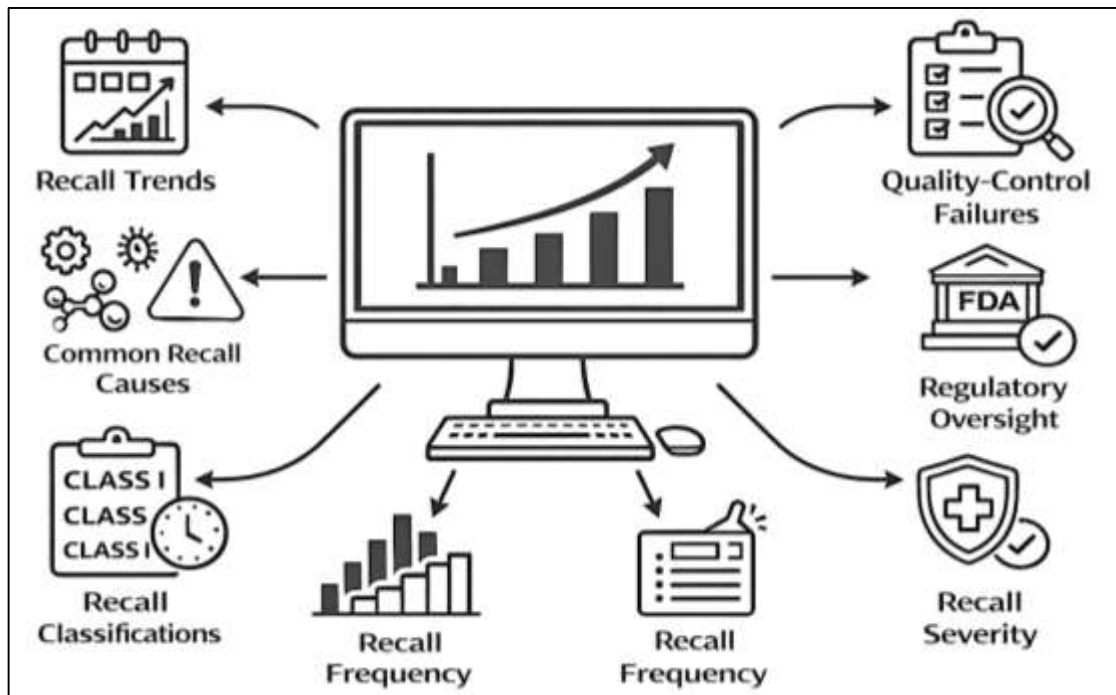 Recall Trends
Quality-Control
Failures
Common Recall
Causes
FDA
Regulatory
Oversight
CLASS I
CLASS
CLASS I
Recall
Classifications
Recall
Frequency
Recall
Frequency
Recall
Severity